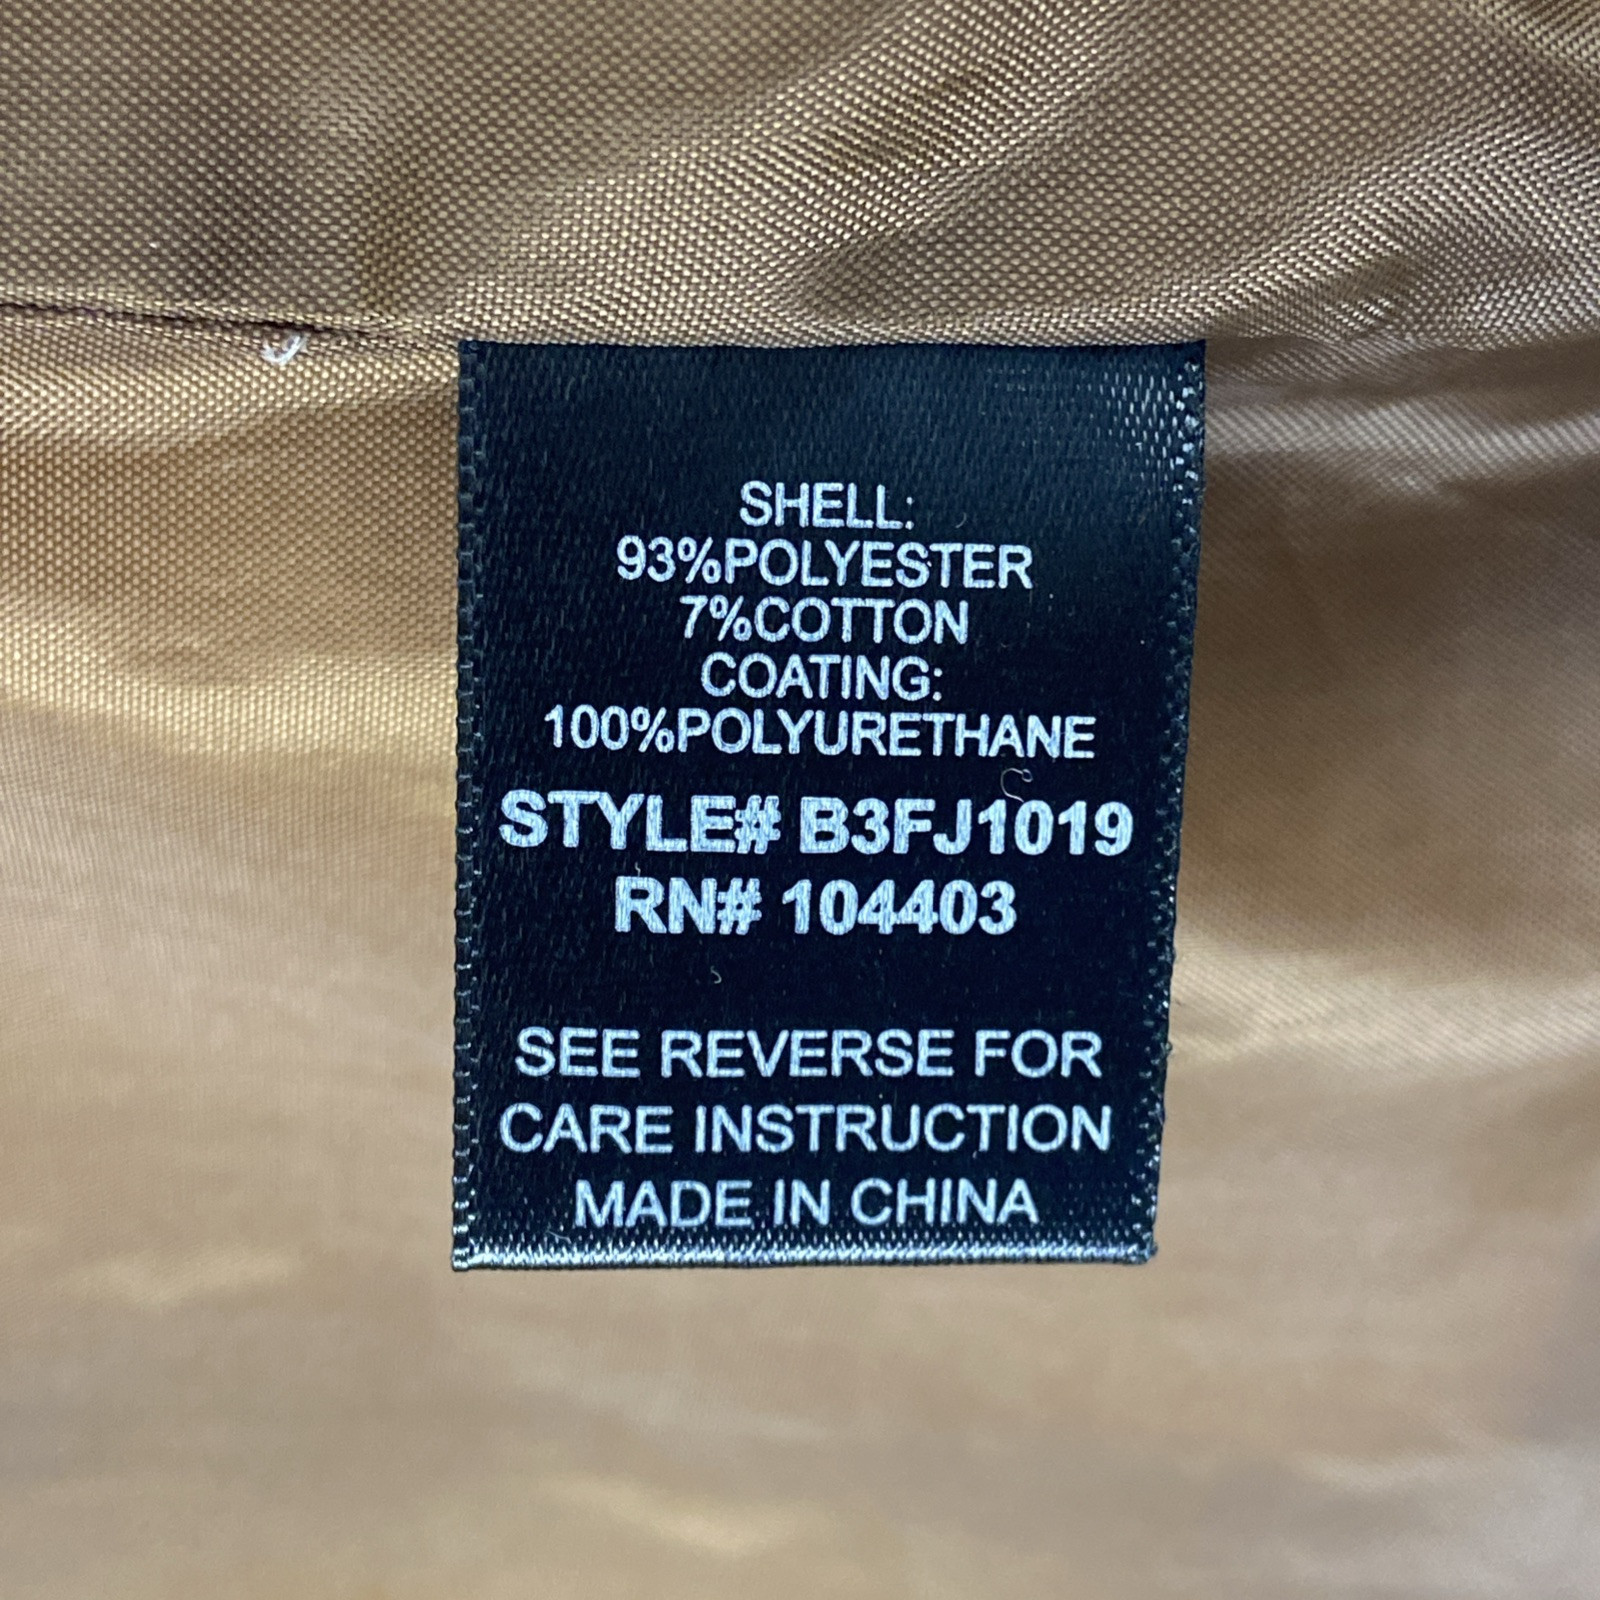 SHELL:
93%POLYESTER
7%COTTON
COATING:
100%POLYURETHANE
STYLE# B3FJ1019
RN# 104403
SEE REVERSE FOR
CARE INSTRUCTION
MADE IN CHINA